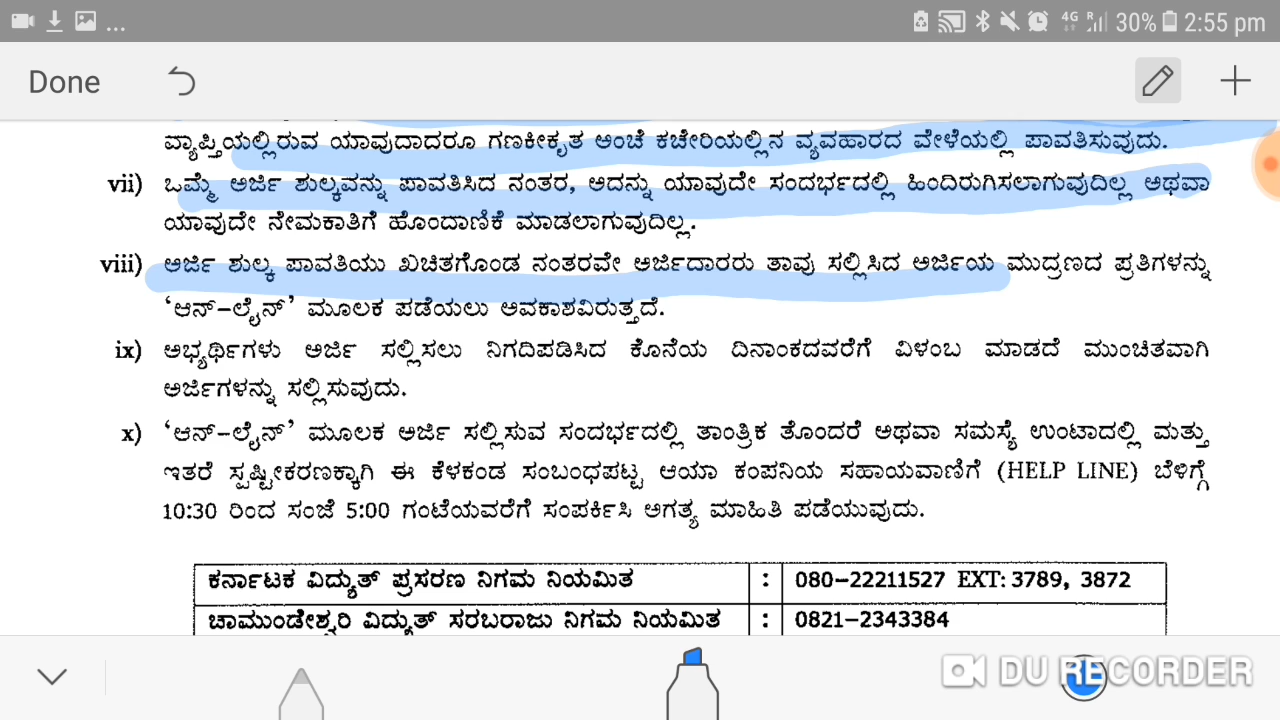 ... 4G R 30% 2:55 pm
Done
ವ್ಯಾಪ್ತಿಯಲ್ಲಿರುವ ಯಾವುದಾದರೂ ಗಣಕೀಕೃತ ಅಂಚೆ ಕಚೇರಿಯಲ್ಲಿನ ವ್ಯವಹಾರದ ವೇಳೆಯಲ್ಲಿ ಪಾವತಿಸುವುದು.
vii) ಒಮ್ಮೆ ಅರ್ಜಿ ಶುಲ್ಕವನ್ನು ಪಾವತಿಸಿದ ನಂತರ, ಅದನ್ನು ಯಾವುದೇ ಸಂದರ್ಭದಲ್ಲಿ ಹಿಂದಿರುಗಿಸಲಾಗುವುದಿಲ್ಲ ಅಥವಾ
ಯಾವುದೇ ನೇಮಕಾತಿಗೆ ಹೊಂದಾಣಿಕೆ ಮಾಡಲಾಗುವುದಿಲ್ಲ.
viii) ಅರ್ಜಿ ಶುಲ್ಕ ಪಾವತಿಯು ಖಚಿತಗೊಂಡ ನಂತರವೇ ಅರ್ಜಿದಾರರು ತಾವು ಸಲ್ಲಿಸಿದ ಅರ್ಜಿಯ ಮುದ್ರಣದ ಪ್ರತಿಗಳನ್ನು
‘ಆನ್–ಲೈನ್’ ಮೂಲಕ ಪಡೆಯಲು ಅವಕಾಶವಿರುತ್ತದೆ.
ix) ಅಭ್ಯರ್ಥಿಗಳು ಅರ್ಜಿ ಸಲ್ಲಿಸಲು ನಿಗದಿಪಡಿಸಿದ ಕೊನೆಯ ದಿನಾಂಕದವರೆಗೆ ವಿಳಂಬ ಮಾಡದೆ ಮುಂಚಿತವಾಗಿ
ಅರ್ಜಿಗಳನ್ನು ಸಲ್ಲಿಸುವುದು.
x) ‘ಆನ್–ಲೈನ್’ ಮೂಲಕ ಅರ್ಜಿ ಸಲ್ಲಿಸುವ ಸಂದರ್ಭದಲ್ಲಿ ತಾಂತ್ರಿಕ ತೊಂದರೆ ಅಥವಾ ಸಮಸ್ಯೆ ಉಂಟಾದಲ್ಲಿ ಮತ್ತು
ಇತರೆ ಸ್ಪಷ್ಟೀಕರಣಕ್ಕಾಗಿ ಈ ಕೆಳಕಂಡ ಸಂಬಂಧಪಟ್ಟ ಆಯಾ ಕಂಪನಿಯ ಸಹಾಯವಾಣಿಗೆ (HELP LINE) ಬೆಳಿಗ್ಗೆ
10:30 ರಿಂದ ಸಂಜೆ 5:00 ಗಂಟೆಯವರೆಗೆ ಸಂಪರ್ಕಿಸಿ ಅಗತ್ಯ ಮಾಹಿತಿ ಪಡೆಯುವುದು.
ಕರ್ನಾಟಕ ವಿದ್ಯುತ್ ಪ್ರಸರಣ ನಿಗಮ ನಿಯಮಿತ : 080–22211527 EXT: 3789, 3872
ಚಾಮುಂಡೇಶ್ವರಿ ವಿದ್ಯುತ್ ಸರಬರಾಜು ನಿಗಮ ನಿಯಮಿತ : 0821–2343384
DU RECORDER